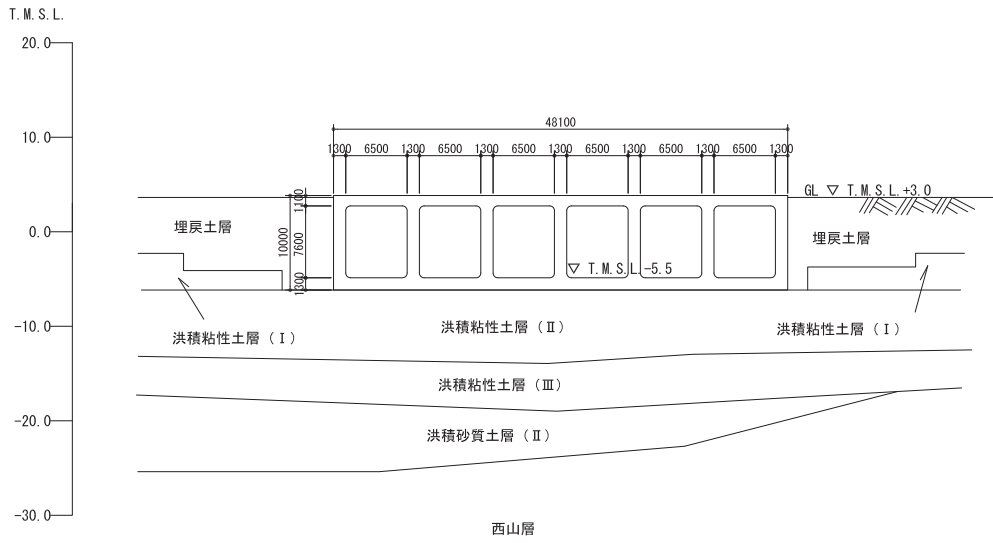 T.M.S.L.
20.0
10.0
0.0
-10.0
-20.0
-30.0
48100
1300 6500 1300 6500 1300 6500 1300 6500 1300 6500 1300 6500 1300
GL ▽ T.M.S.L.+3.0
1100
10000
7600
1300
埋戻土層
埋戻土層
▽ T.M.S.L.-5.5
洪積粘性土層(Ⅰ)
洪積粘性土層(Ⅱ)
洪積粘性土層(Ⅰ)
洪積粘性土層(Ⅲ)
洪積砂質土層(Ⅱ)
西山層